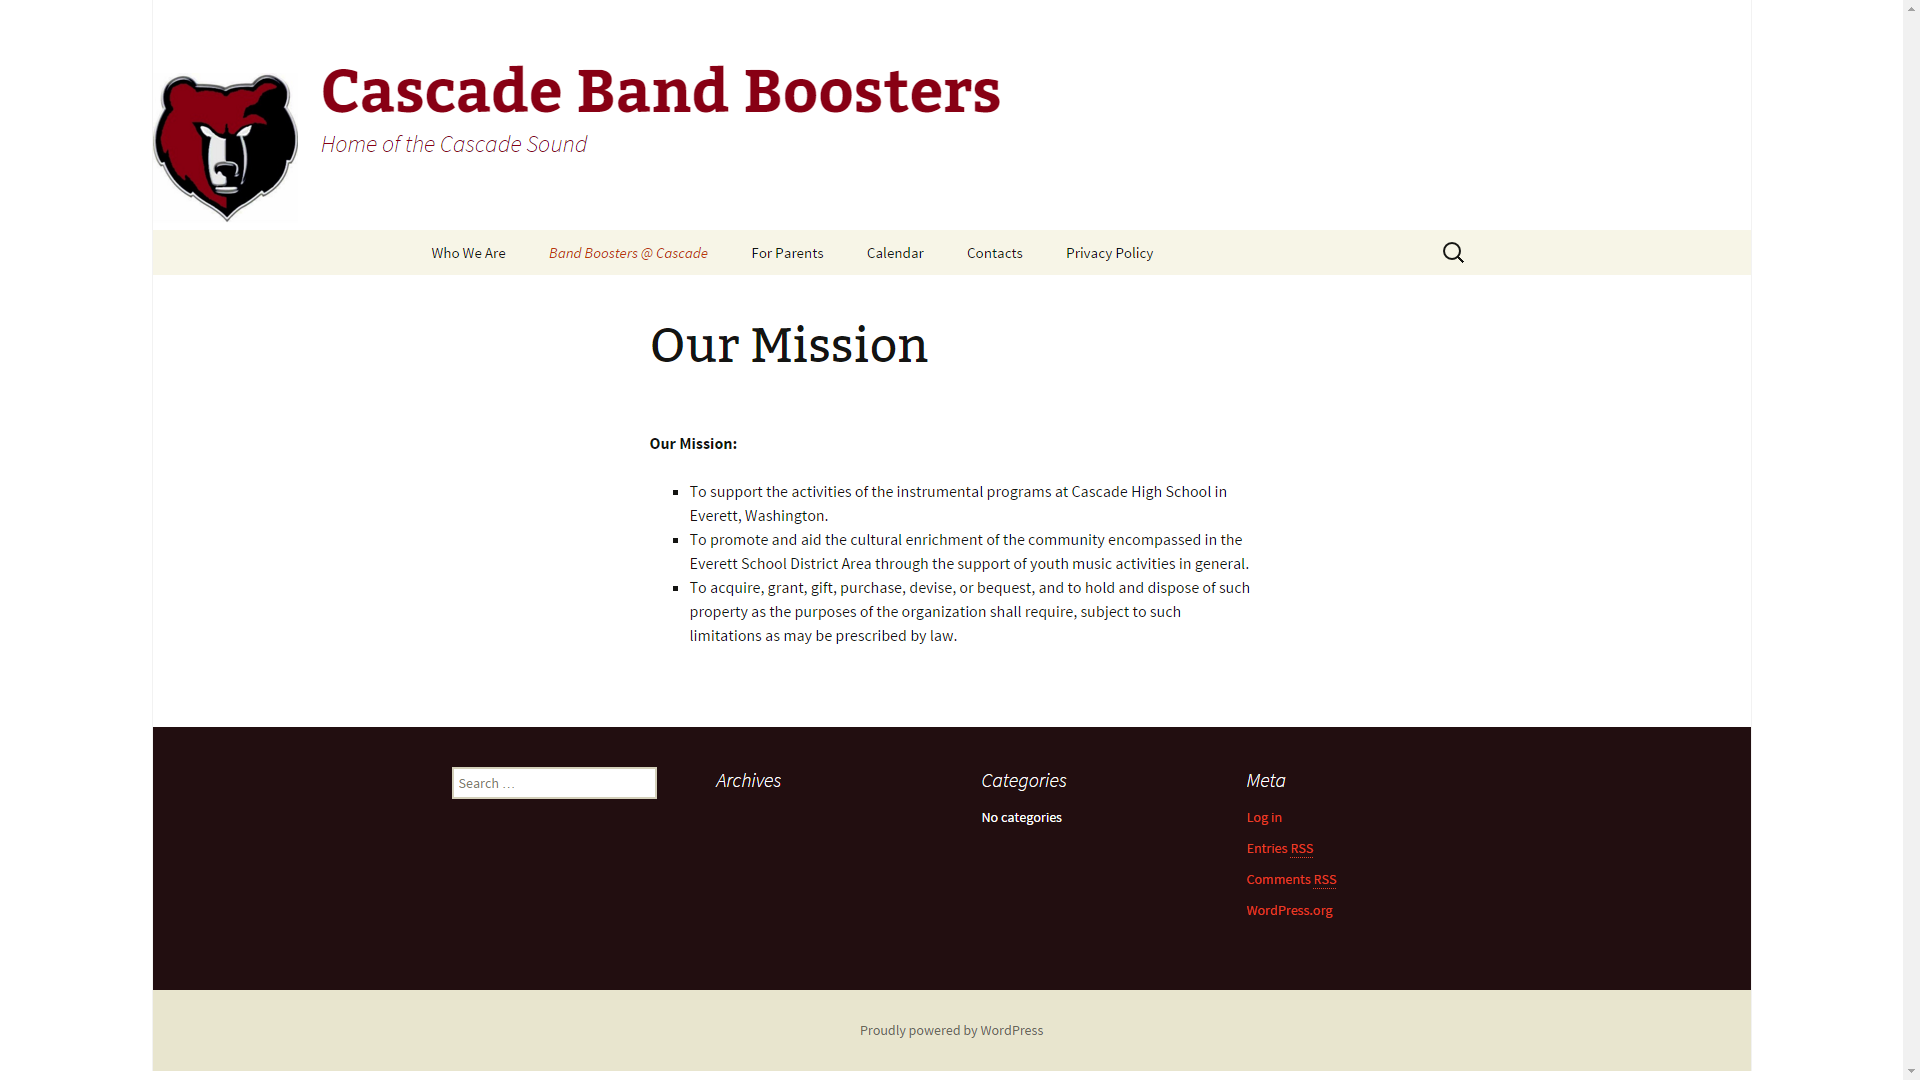 Cascade Band Boosters
Home of the Cascade Sound
Who We Are
Band Boosters @ Cascade
For Parents
Calendar
Contacts
Privacy Policy
Our Mission
Our Mission:
To support the activities of the instrumental programs at Cascade High School in
Everett, Washington.
To promote and aid the cultural enrichment of the community encompassed in the
Everett School District Area through the support of youth music activities in general.
To acquire, grant, gift, purchase, devise, or bequest, and to hold and dispose of such
property as the purposes of the organization shall require, subject to such
limitations as may be prescribed by law.
Search …
Archives
Categories
No categories
Meta
Log in
Entries RSS
Comments RSS
WordPress.org
Proudly powered by WordPress